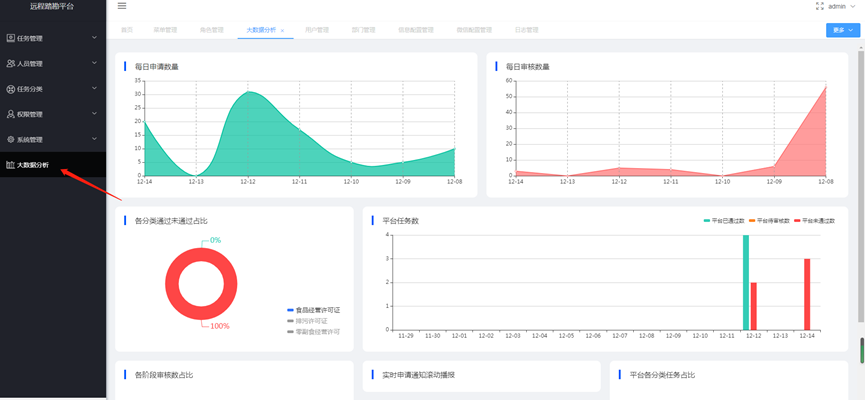 远程踏勘平台
admin
任务管理
人员管理
任务分类
权限管理
系统管理
大数据分析
首页 菜单管理 角色管理 大数据分析 × 用户管理 部门管理 短信配置管理 微信配置管理 日志管理
更多
每日申请数量
35
30
25
20
15
10
5
0
12-14 12-13 12-12 12-11 12-10 12-09 12-08
每日审核数量
60
50
40
30
20
10
0
12-14 12-13 12-12 12-11 12-10 12-09 12-08
各分类通过未通过占比
0%
100%
食品经营许可证
排污许可证
零副食经营许可
平台任务数
平台已通过数 平台待审核数 平台未通过数
4
3
2
1
0
11-29 11-30 12-01 12-02 12-03 12-04 12-05 12-06 12-07 12-08 12-09 12-10 12-11 12-12 12-13 12-14
各阶段审核数占比
实时申请通知滚动播报
平台各分类任务占比